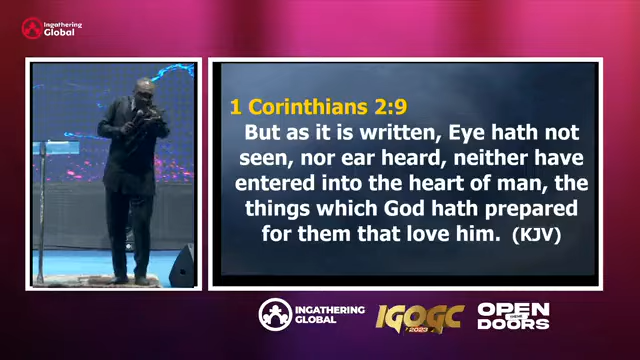 Ingathering
Global
1 Corinthians 2:9
But as it is written, Eye hath not
seen, nor ear heard, neither have
entered into the heart of man, the
things which God hath prepared
for them that love him. (KJV)
INGATHERING
GLOBAL
IGOGC
2023
OPEN
DOORS